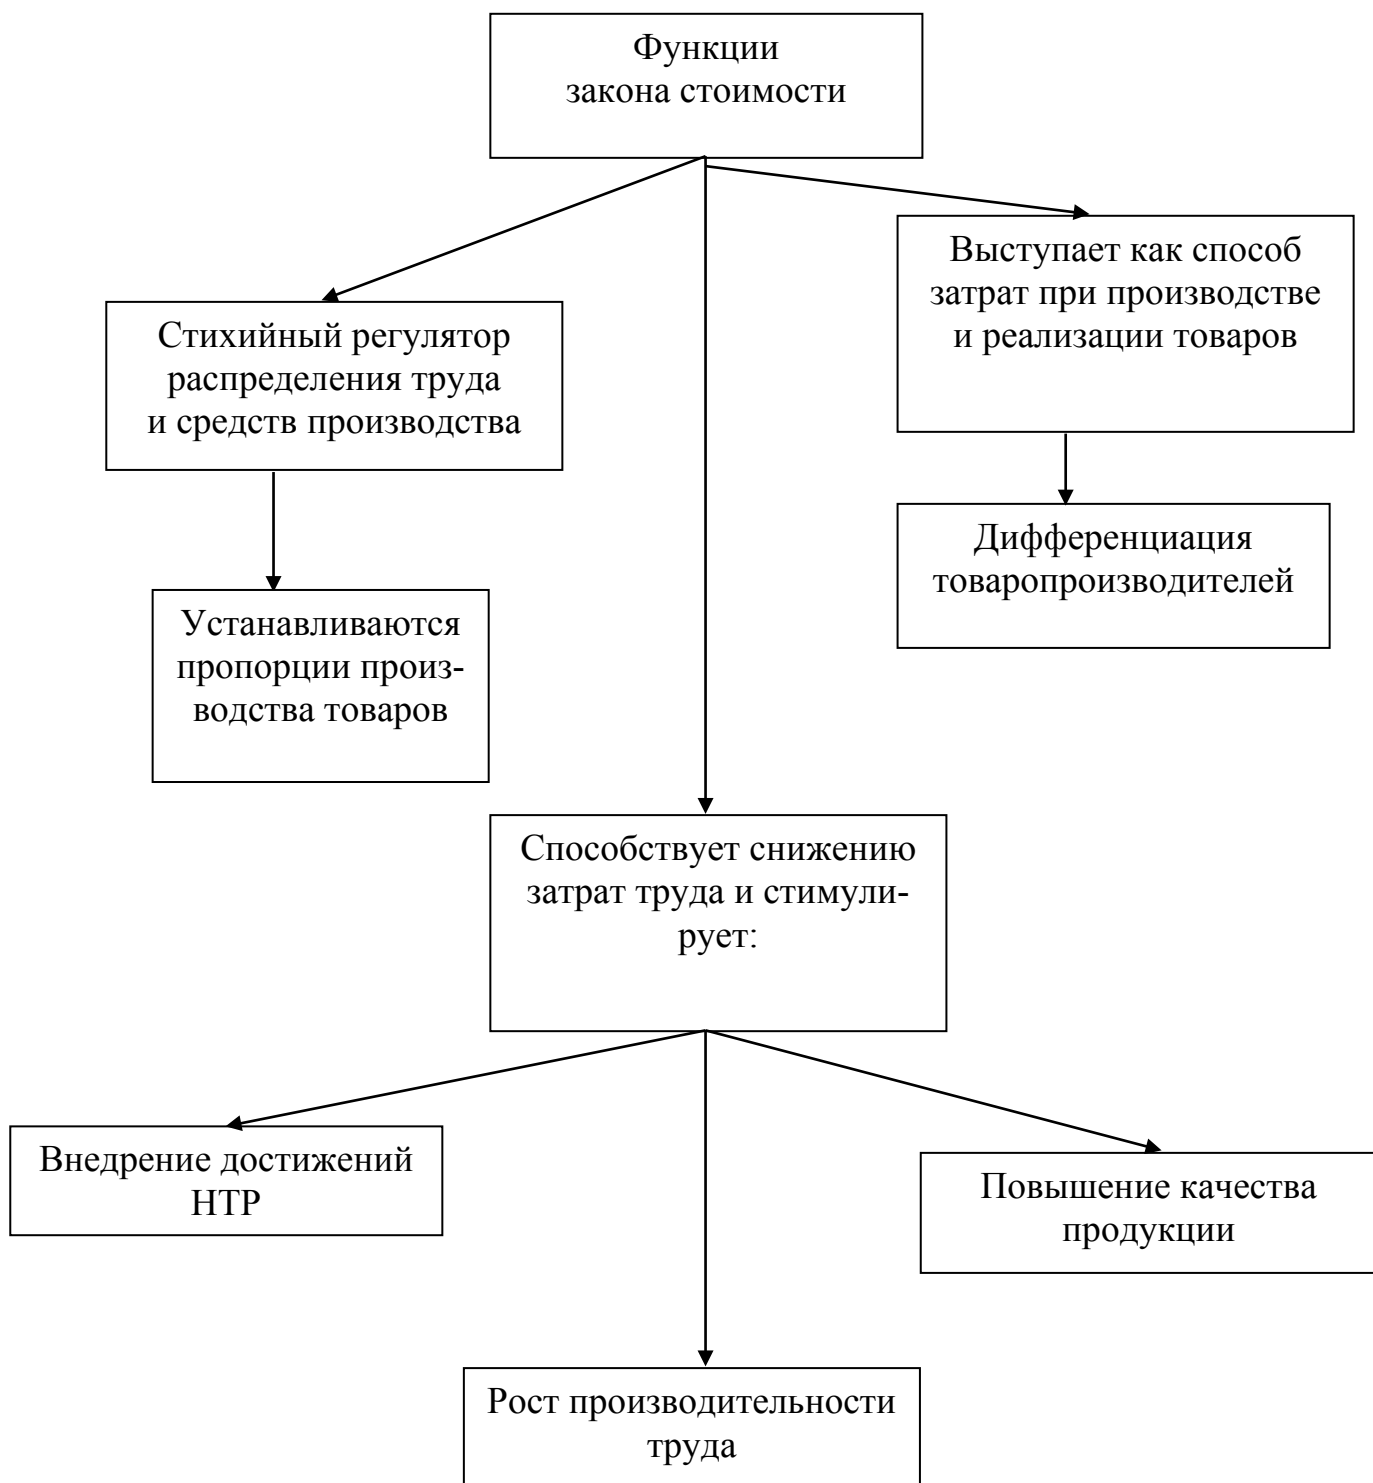 Функции
закона стоимости
Выступает как способ
затрат при производстве
и реализации товаров
Стихийный регулятор
распределения труда
и средств производства
Дифференциация
товаропроизводителей
Устанавливаются
пропорции произ-
водства товаров
Способствует снижению
затрат труда и стимули-
рует:
Внедрение достижений
НТР
Повышение качества
продукции
Рост производительности
труда